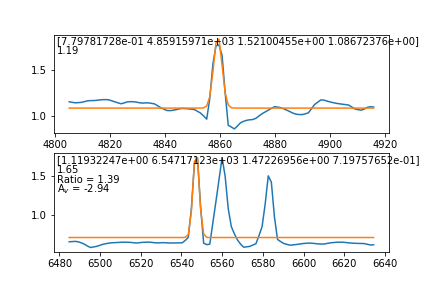 [7.79781728e-01 4.85915971e+03 1.52100455e+00 1.08672376e+00]
1.19
1.5
1.0
4800 4820 4840 4860 4880 4900 4920
[1.11932247e+00 6.54717123e+03 1.47226956e+00 7.19757652e-01]
1.65
Ratio = 1.39
Aᵥ = -2.94
1.5
1.0
6480 6500 6520 6540 6560 6580 6600 6620 6640